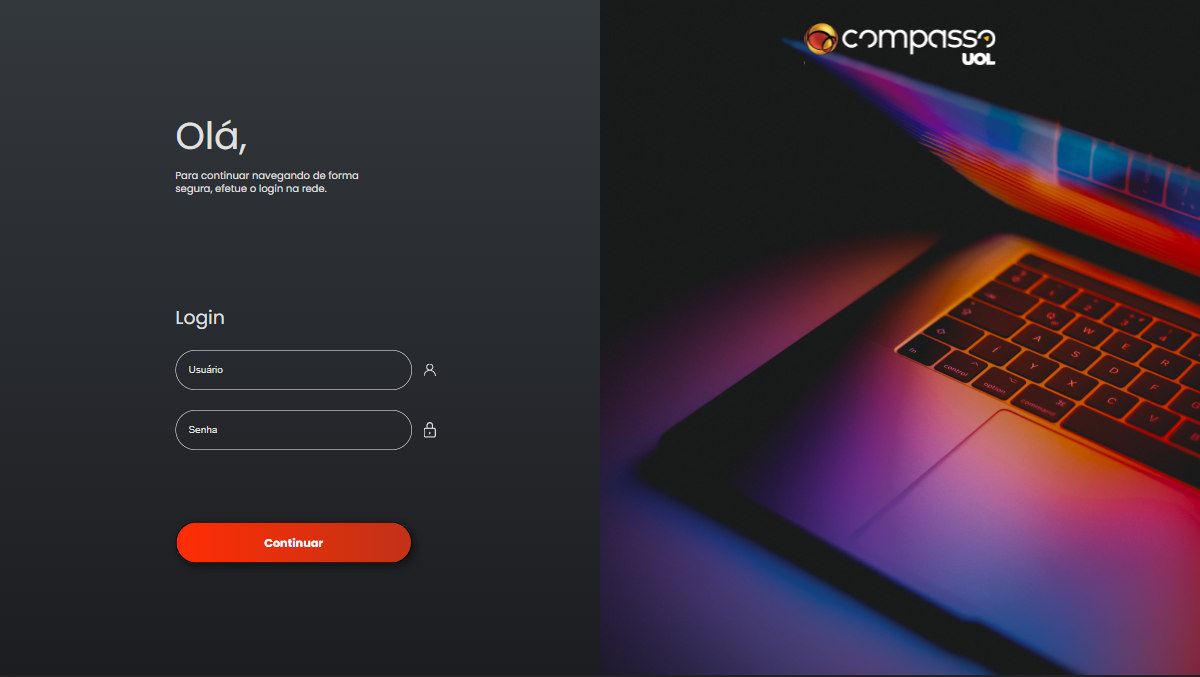 compasso
UOL
Olá,
Para continuar navegando de forma
segura, efetue o login na rede.
Login
Usuário
Senha
Continuar
fn
control
option
command
Q
W
E
R
A
S
D
F
Y
X
C
V
B